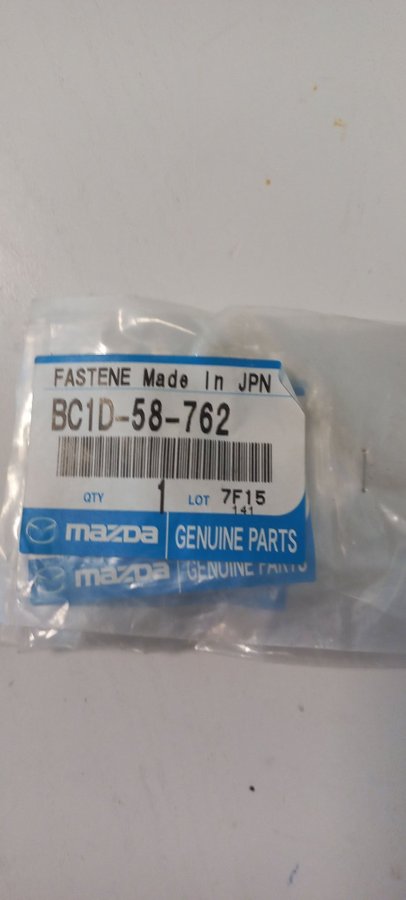 FASTENE Made In JPN
BC1D-58-762
QTY 1 LOT 7F15
141
mazda GENUINE PARTS
mazda GENUINE PARTS